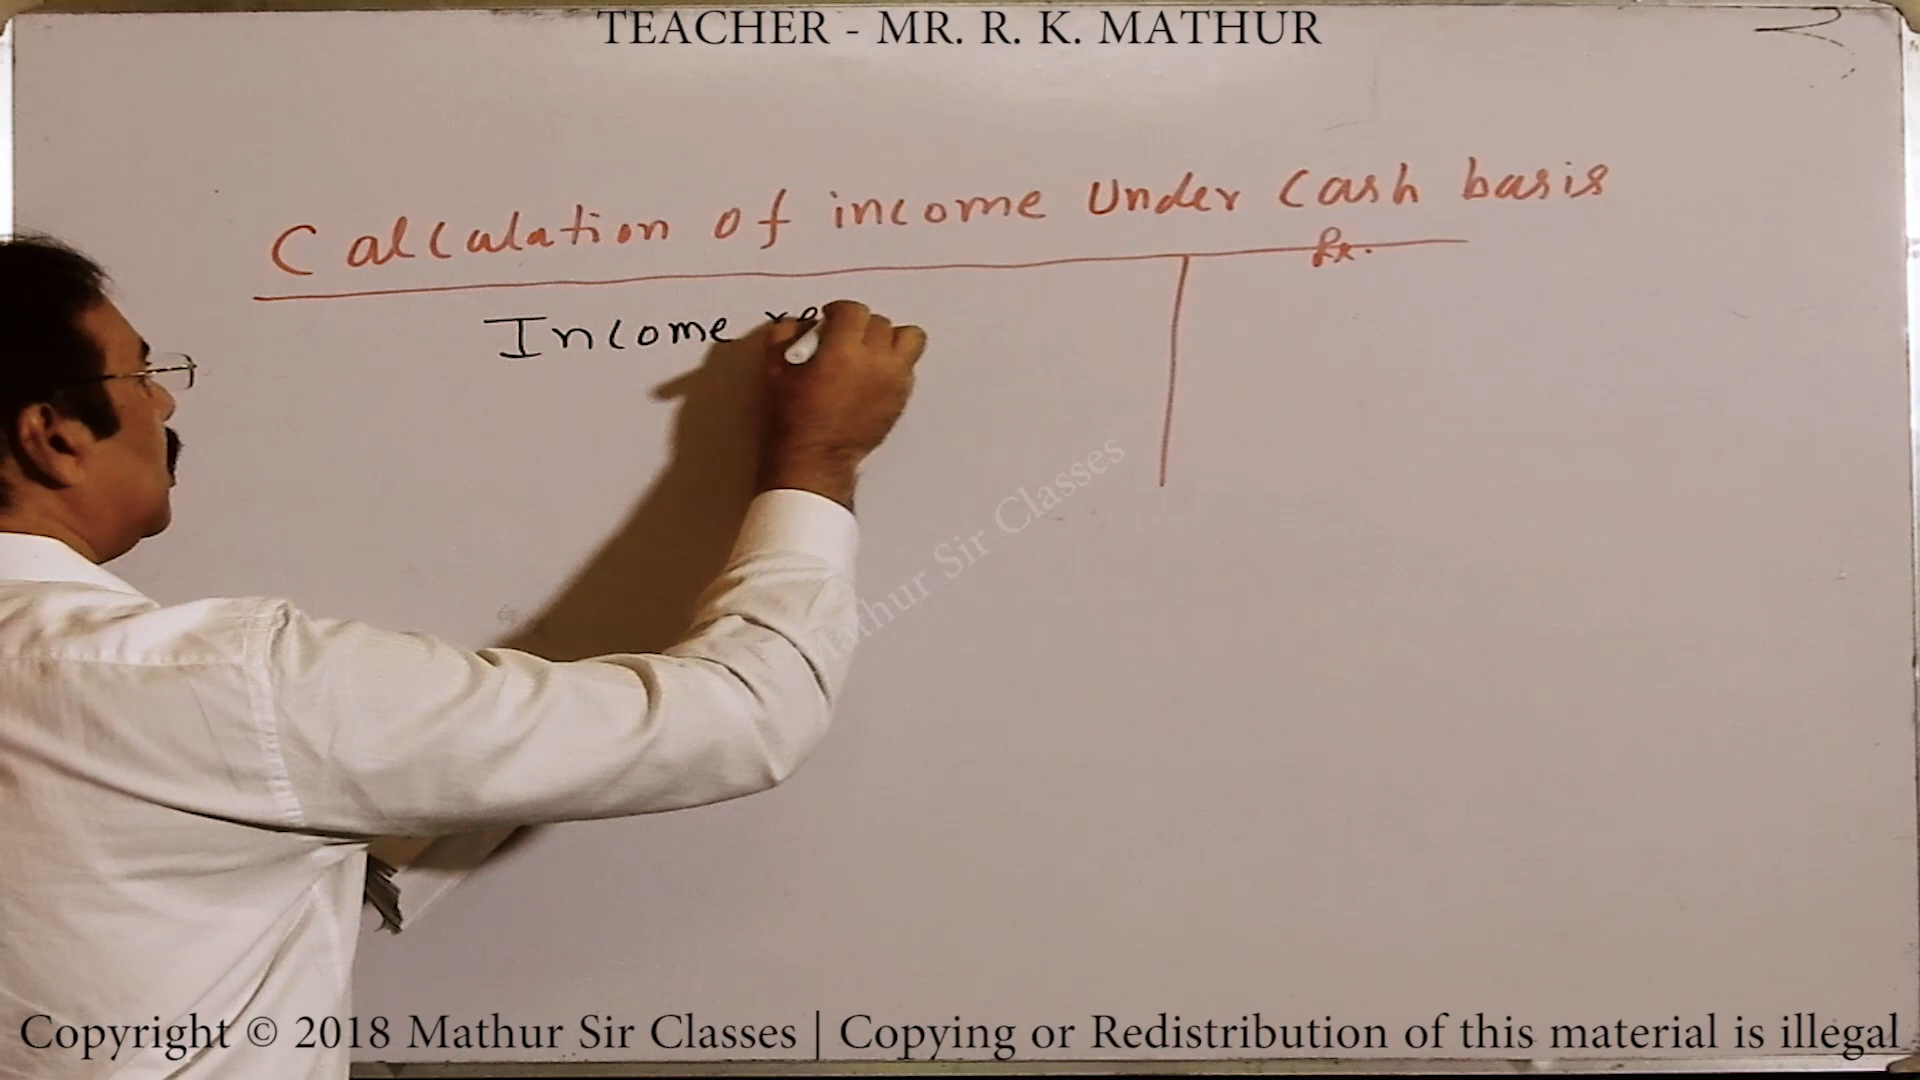 TEACHER - MR. R. K. MATHUR
Calculation of income Under Cash basis
Rs.
Income re
Mathur Sir Classes
Copyright © 2018 Mathur Sir Classes | Copying or Redistribution of this material is illegal